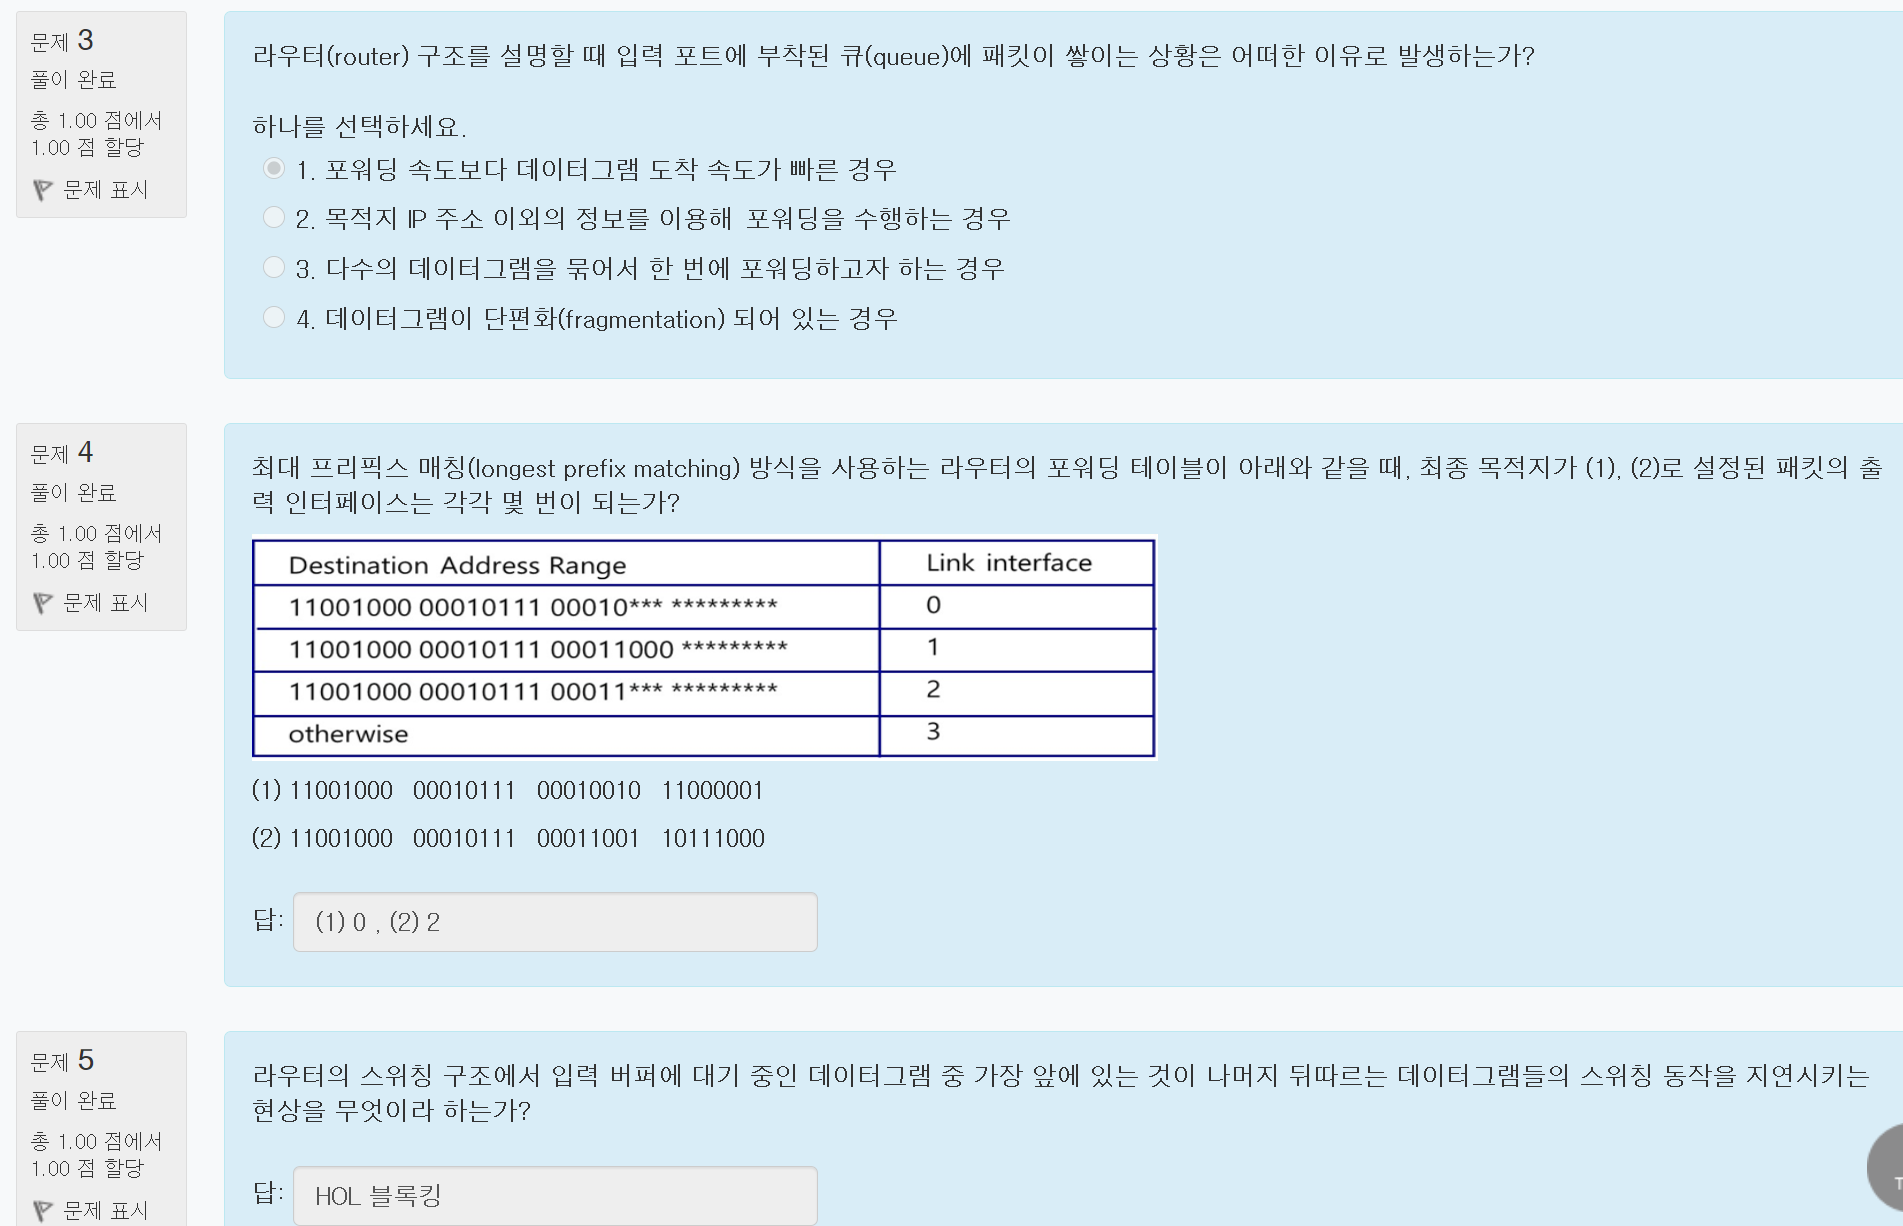 문제 3
풀이 완료
총 1.00 점에서
1.00 점 할당
문제 표시
라우터(router) 구조를 설명할 때 입력 포트에 부착된 큐(queue)에 패킷이 쌓이는 상황은 어떠한 이유로 발생하는가?
하나를 선택하세요.
1. 포워딩 속도보다 데이터그램 도착 속도가 빠른 경우
2. 목적지 IP 주소 이외의 정보를 이용해 포워딩을 수행하는 경우
3. 다수의 데이터그램을 묶어서 한 번에 포워딩하고자 하는 경우
4. 데이터그램이 단편화(fragmentation) 되어 있는 경우
문제 4
풀이 완료
총 1.00 점에서
1.00 점 할당
문제 표시
최대 프리픽스 매칭(longest prefix matching) 방식을 사용하는 라우터의 포워딩 테이블이 아래와 같을 때, 최종 목적지가 (1), (2)로 설정된 패킷의 출
력 인터페이스는 각각 몇 번이 되는가?
Destination Address Range Link interface
11001000 00010111 00010*** ********* 0
11001000 00010111 00011000 ********* 1
11001000 00010111 00011*** ********* 2
otherwise 3
(1) 11001000 00010111 00010010 11000001
(2) 11001000 00010111 00011001 10111000
답: (1) 0 , (2) 2
문제 5
풀이 완료
총 1.00 점에서
1.00 점 할당
문제 표시
라우터의 스위칭 구조에서 입력 버퍼에 대기 중인 데이터그램 중 가장 앞에 있는 것이 나머지 뒤따르는 데이터그램들의 스위칭 동작을 지연시키는
현상을 무엇이라 하는가?
답: HOL 블록킹